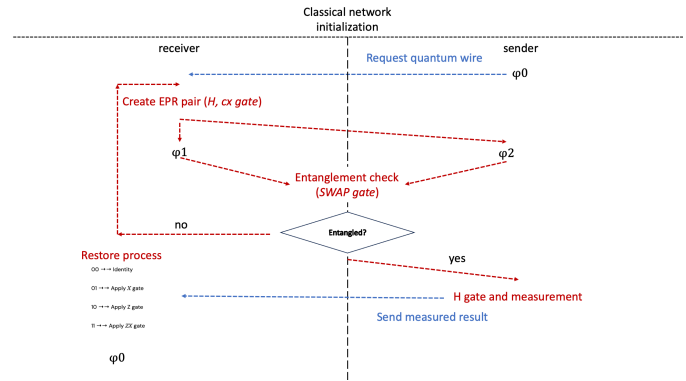 Classical network
initialization
receiver
sender
Request quantum wire
φ0
Create EPR pair (H, cx gate)
φ1
φ2
Entanglement check
(SWAP gate)
no
Entangled?
Restore process
yes
00 →→ Identity
01 →→ Apply X gate
H gate and measurement
10 →→ Apply Z gate
Send measured result
11 →→ Apply ZX gate
φ0